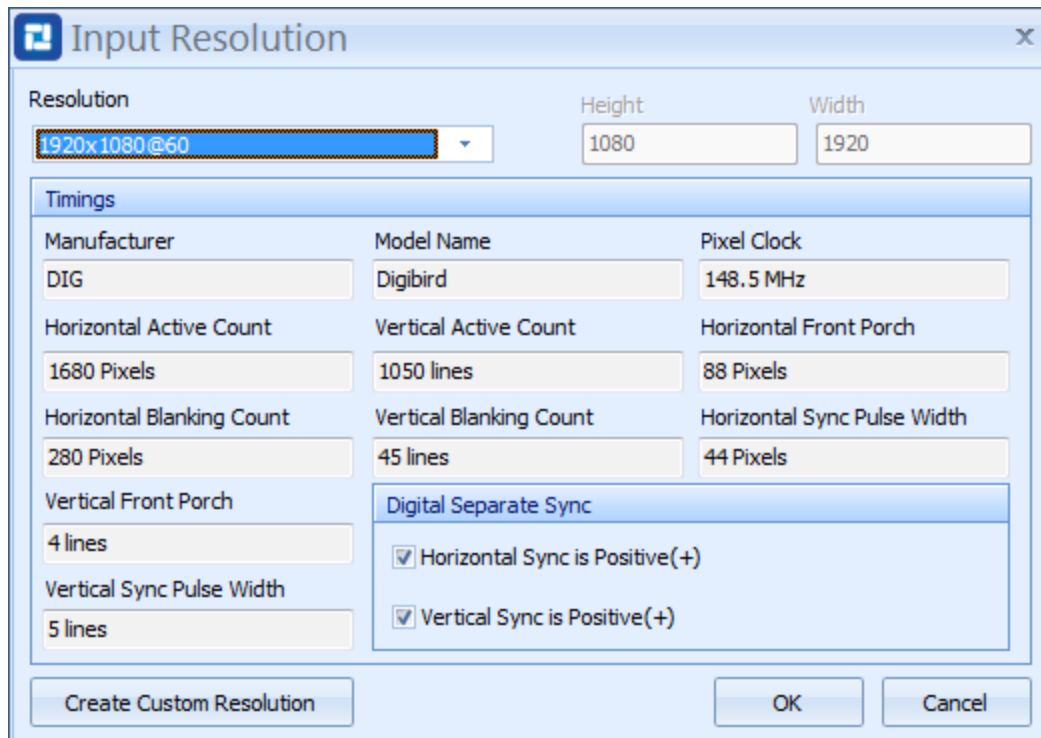 Input Resolution
x
Resolution
Height
Width
1920x1080@60
1080
1920
Timings
Manufacturer
Model Name
Pixel Clock
DIG
Digibird
148.5 MHz
Horizontal Active Count
Vertical Active Count
Horizontal Front Porch
1680 Pixels
1050 lines
88 Pixels
Horizontal Blanking Count
Vertical Blanking Count
Horizontal Sync Pulse Width
280 Pixels
45 lines
44 Pixels
Vertical Front Porch
Digital Separate Sync
4 lines
Horizontal Sync is Positive(+)
Vertical Sync Pulse Width
Vertical Sync is Positive(+)
5 lines
Create Custom Resolution
OK
Cancel